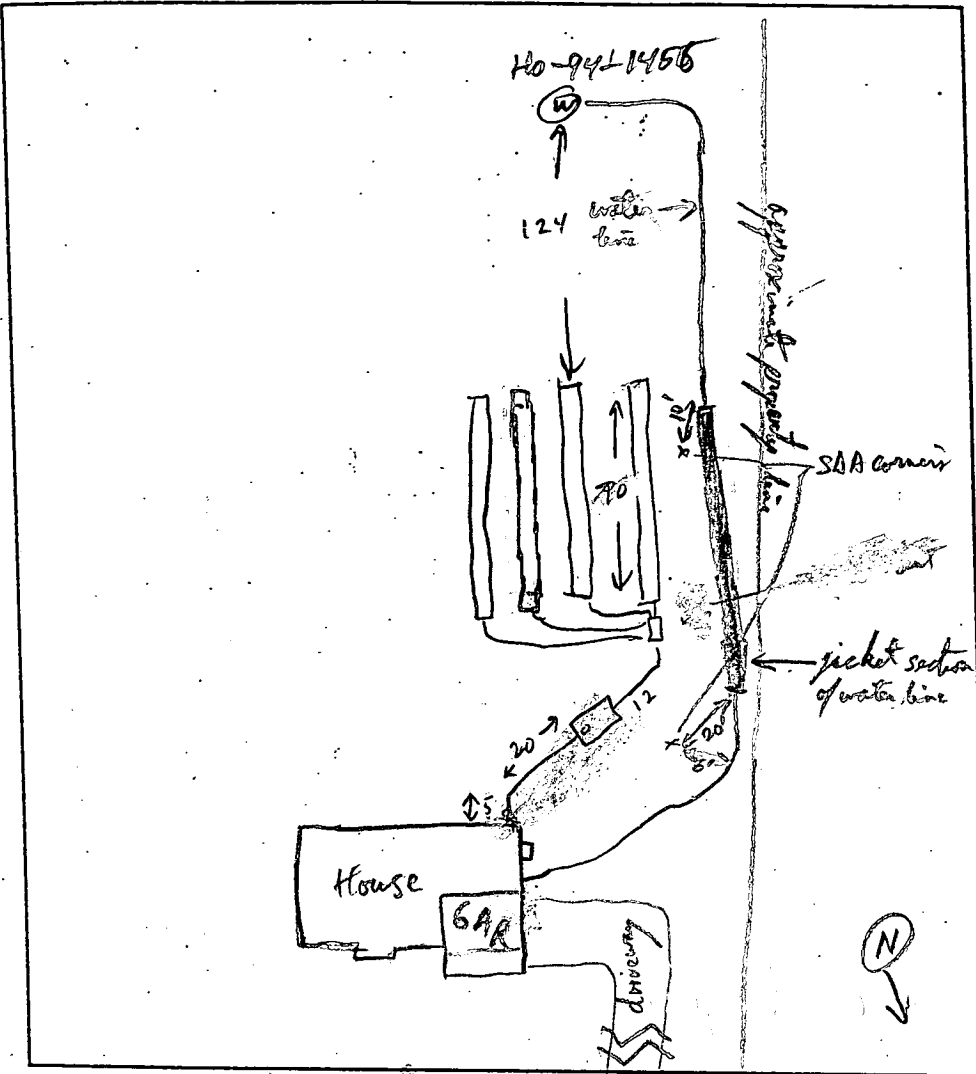 Ho-94-1455
W
124
water
line
approximate property line
10'
x
SDA corners
70
jacket section
of water line
12
20
20
x
5
House
GAR
driveway
N